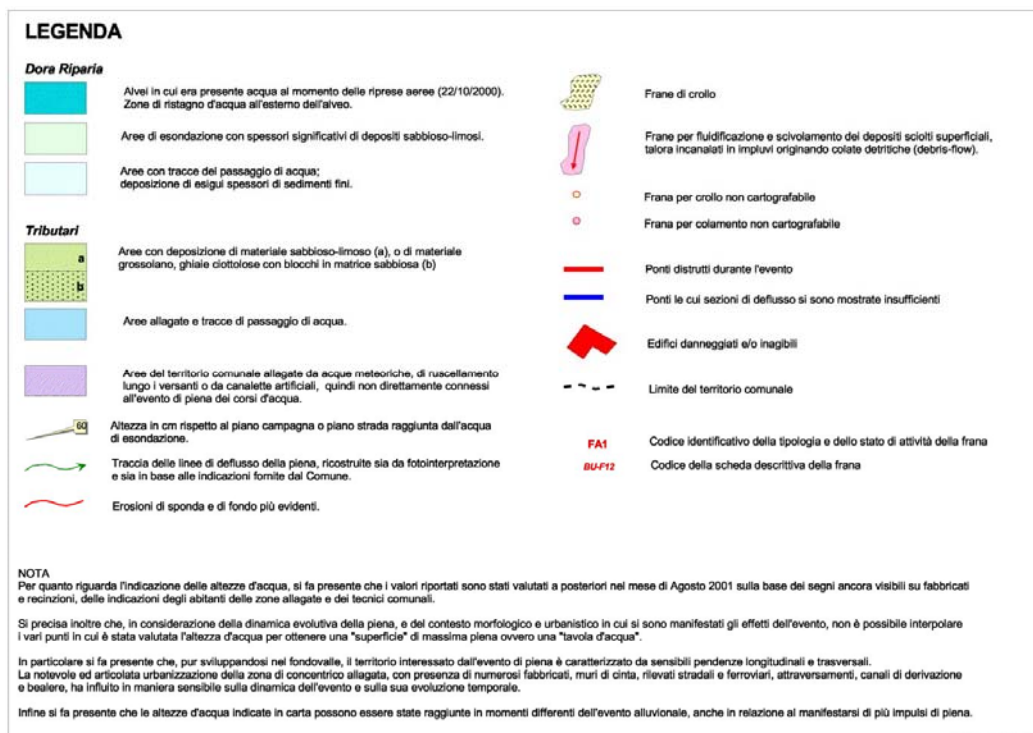 LEGENDA
Dora Riparia
Alvei in cui era presente acqua al momento delle riprese aeree (22/10/2000).
Zone di ristagno d'acqua all'esterno dell'alveo.
Aree di esondazione con spessori significativi di depositi sabbioso-limosi.
Aree con tracce del passaggio di acqua;
deposizione di esigui spessori di sedimenti fini.
Tributari
a
b
Aree con deposizione di materiale sabbioso-limoso (a), o di materiale
grossolano, ghiaie ciottolose con blocchi in matrice sabbiosa (b)
Aree allagate e tracce di passaggio di acqua.
Aree del territorio comunale allagate da acque meteoriche, di ruscellamento
lungo i versanti o da canalette artificiali, quindi non direttamente connessi
all'evento di piena dei corsi d'acqua.
60
Altezza in cm rispetto al piano campagna o piano strada raggiunta dall'acqua
di esondazione.
Traccia delle linee di deflusso della piena, ricostruite sia da fotointerpretazione
e sia in base alle indicazioni fornite dal Comune.
Erosioni di sponda e di fondo più evidenti.
Frane di crollo
Frane per fluidificazione e scivolamento dei depositi sciolti superficiali,
talora incanalati in impluvi originando colate detritiche (debris-flow).
Frana per crollo non cartografabile
Frana per colamento non cartografabile
Ponti distrutti durante l'evento
Ponti le cui sezioni di deflusso si sono mostrate insufficienti
Edifici danneggiati e/o inagibili
Limite del territorio comunale
FA1
Codice identificativo della tipologia e dello stato di attività della frana
BU-F12
Codice della scheda descrittiva della frana
NOTA
Per quanto riguarda l'indicazione delle altezze d'acqua, si fa presente che i valori riportati sono stati valutati a posteriori nel mese di Agosto 2001 sulla base dei segni ancora visibili su fabbricati
e recinzioni, delle indicazioni degli abitanti delle zone allagate e dei tecnici comunali.
Si precisa inoltre che, in considerazione della dinamica evolutiva della piena, e del contesto morfologico e urbanistico in cui si sono manifestati gli effetti dell'evento, non è possibile interpolare
i vari punti in cui è stata valutata l'altezza d'acqua per ottenere una "superficie" di massima piena ovvero una "tavola d'acqua".
In particolare si fa presente che, pur sviluppandosi nel fondovalle, il territorio interessato dall'evento di piena è caratterizzato da sensibili pendenze longitudinali e trasversali.
La notevole ed articolata urbanizzazione della zona di concentrico allagata, con presenza di numerosi fabbricati, muri di cinta, rilevati stradali e ferroviari, attraversamenti, canali di derivazione
e bealere, ha influito in maniera sensibile sulla dinamica dell'evento e sulla sua evoluzione temporale.
Infine si fa presente che le altezze d'acqua indicate in carta possono essere state raggiunte in momenti differenti dell'evento alluvionale, anche in relazione al manifestarsi di più impulsi di piena.